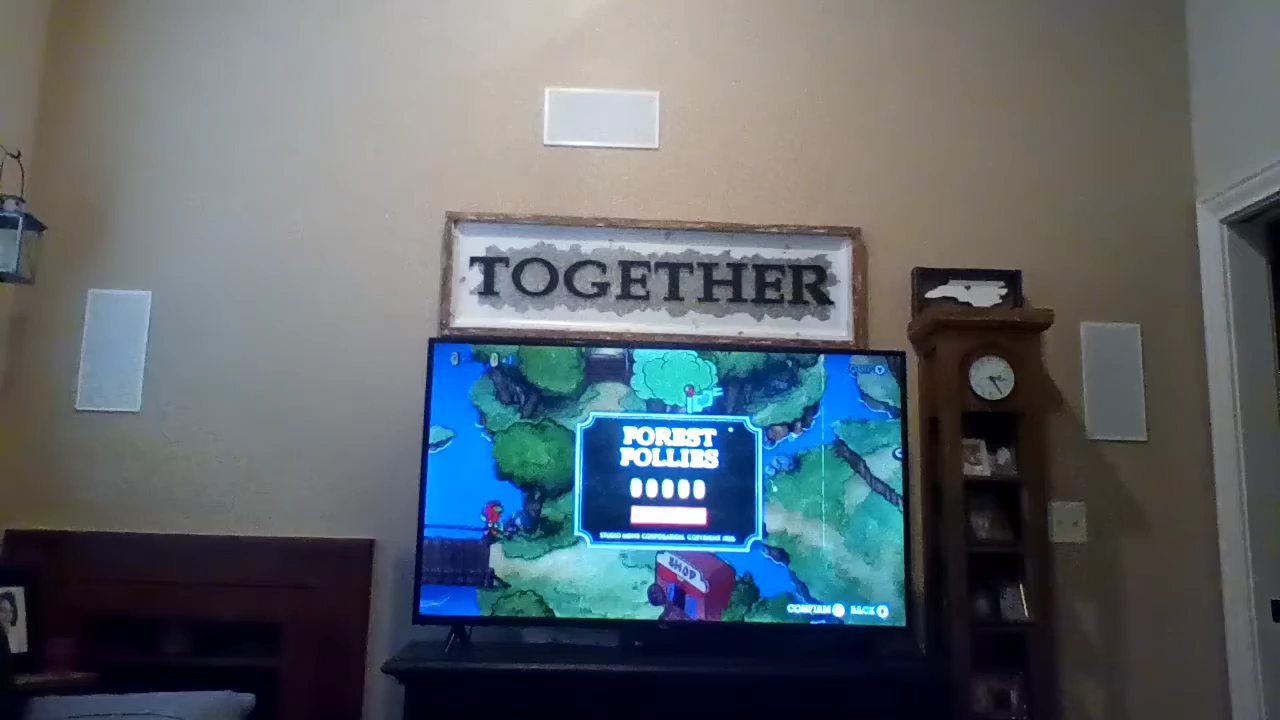 TOGETHER
FOREST
FOLLIES
SHOP
CONFIRM
BACK